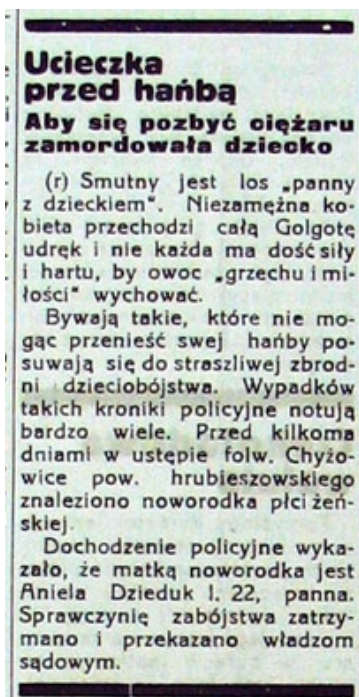 Ucieczka
przed hańbą
Aby się pozbyć ciężaru
zamordowała dziecko
(r) Smutny jest los „panny
z dzieckiem". Niezamężna ko-
bieta przechodzi całą Golgotę
udręk i nie każda ma dość siły
i hartu, by owoc „grzechu i mi-
łości" wychować.
Bywają takie, które nie mo-
gąc przenieść swej hańby po-
suwają się do straszliwej zbrod-
ni dzieciobójstwa. Wypadków
takich kroniki policyjne notują
bardzo wiele. Przed kilkoma
dniami w ustępie folw. Chyżo-
wice pow. hrubieszowskiego
znaleziono noworodka płci żeń-
skiej.
Dochodzenie policyjne wyka-
zało, że matką noworodka jest
Aniela Dzieduk l. 22, panna.
Sprawczynię zabójstwa zatrzy-
mano i przekazano władzom
sądowym.